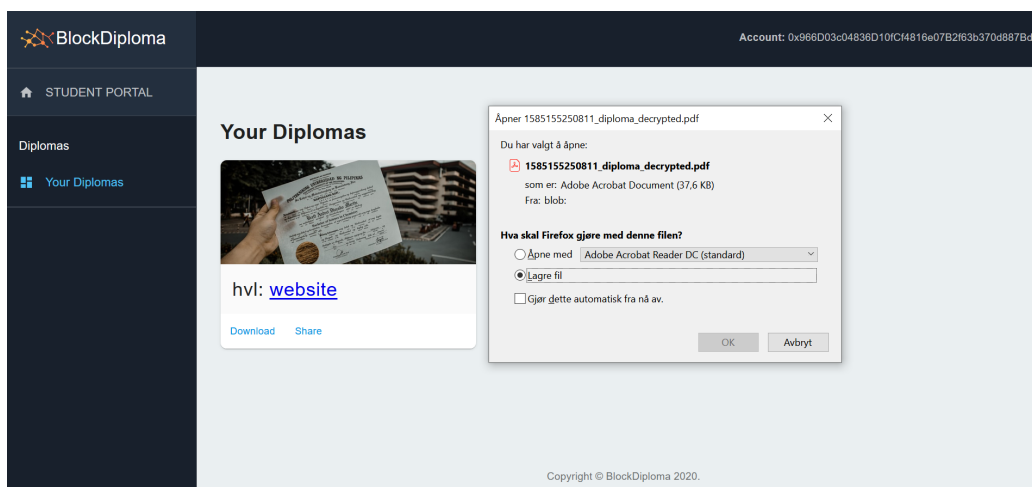 BlockDiploma
Account: 0x966D03c04836D10fCf4816e07B2f63b370d887Bd
STUDENT PORTAL
Diplomas
Your Diplomas
Your Diplomas
hvl: website
Download Share
Åpner 1585155250811_diploma_decrypted.pdf
Du har valgt å åpne:
1585155250811_diploma_decrypted.pdf
som er: Adobe Acrobat Document (37,6 KB)
Fra: blob:
Hva skal Firefox gjøre med denne filen?
Åpne med Adobe Acrobat Reader DC (standard)
Lagre fil
Gjør dette automatisk fra nå av.
OK Avbryt
Copyright © BlockDiploma 2020.